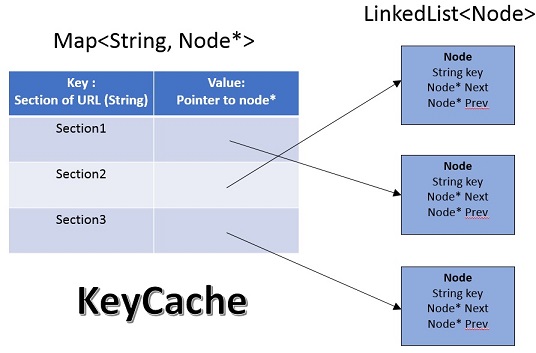 LinkedList<Node>
Map<String, Node*>
Key :
Section of URL (String)
Value:
Pointer to node*
Section1
Section2
Section3
KeyCache
Node
String key
Node* Next
Node* Prev
Node
String key
Node* Next
Node* Prev
Node
String key
Node* Next
Node* Prev